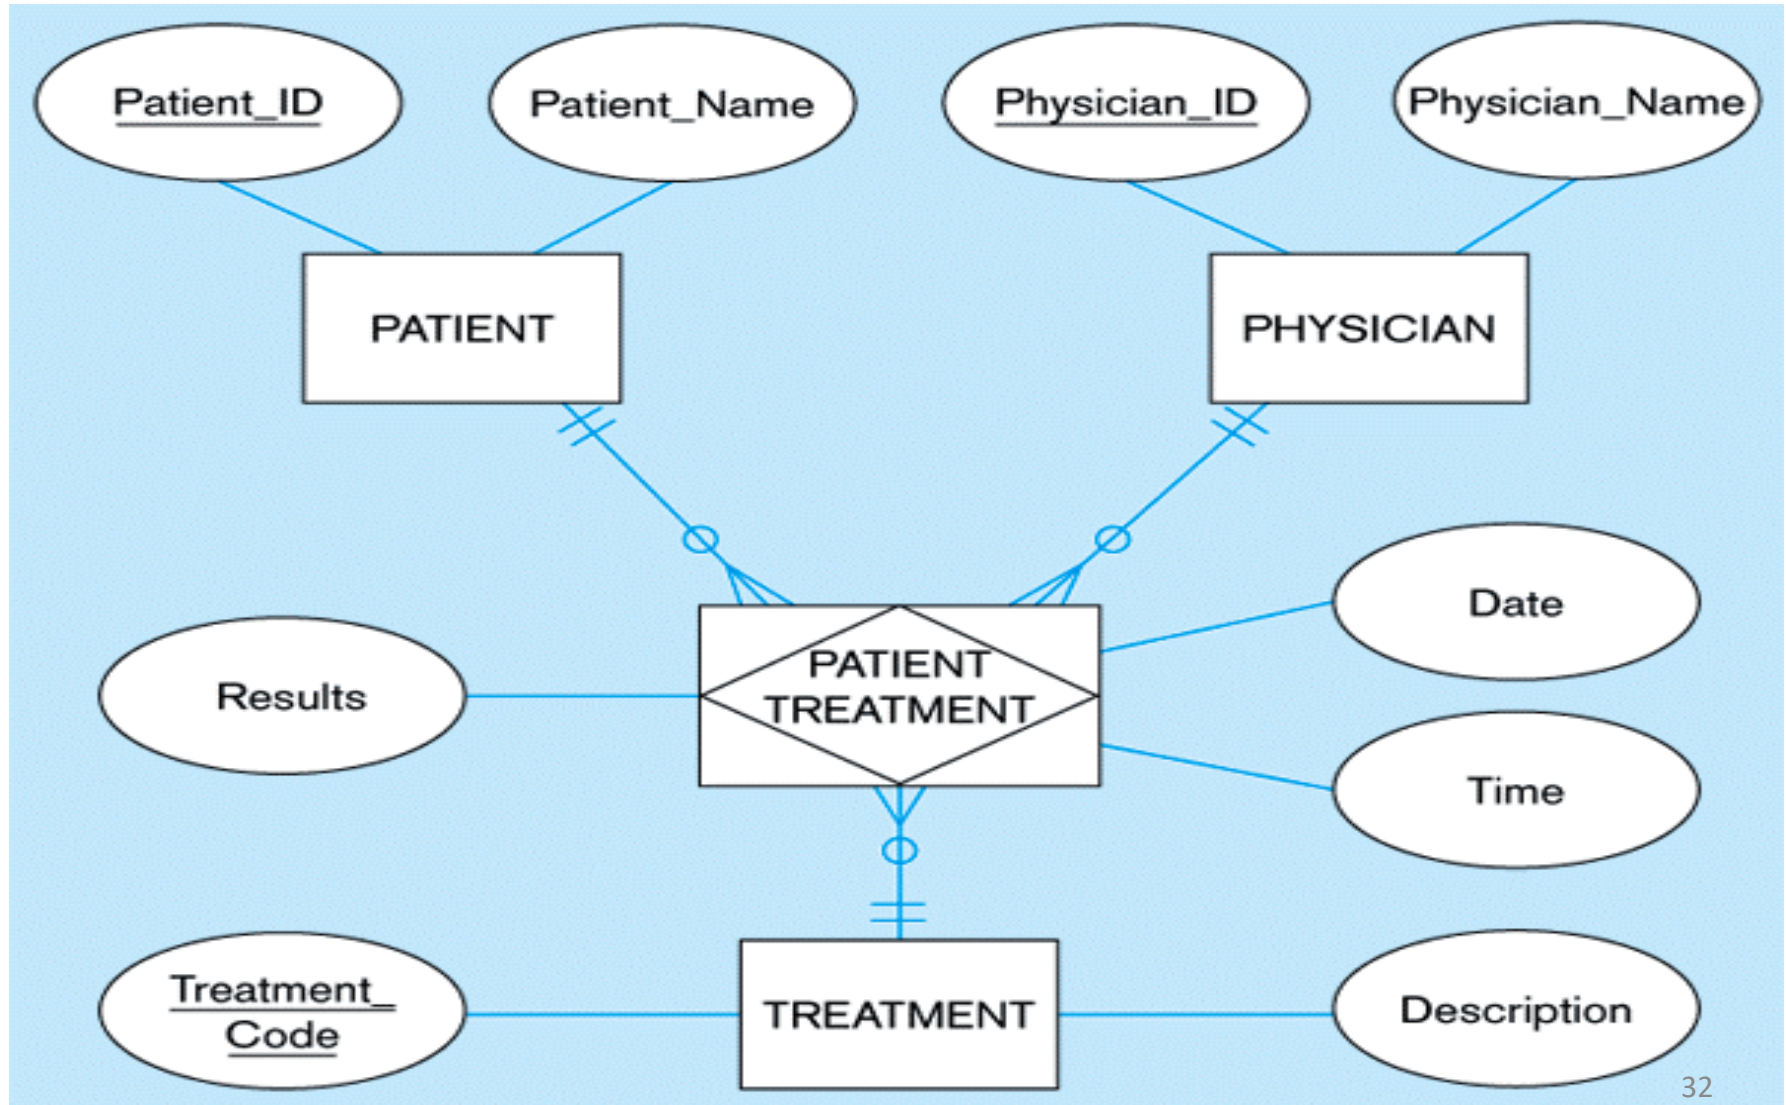 Patient_ID
Patient_Name
Physician_ID
Physician_Name
PATIENT
PHYSICIAN
Date
PATIENT
TREATMENT
Results
Time
Treatment_
Code
TREATMENT
Description
32